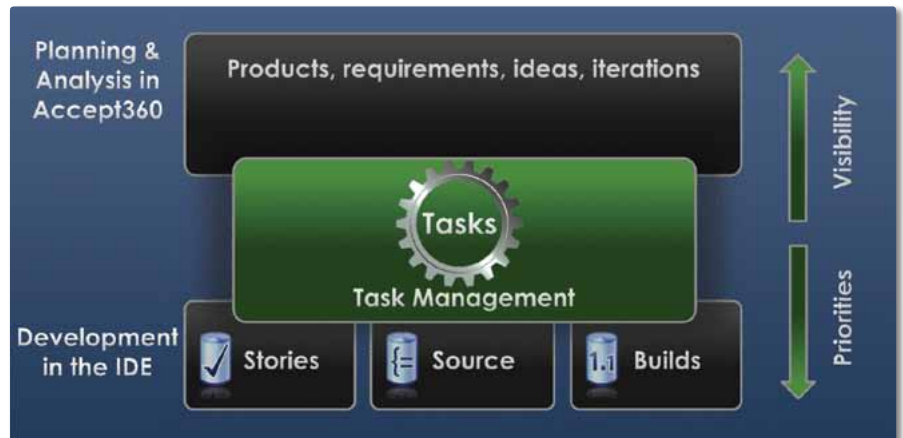 Planning &
Analysis in
Accept360
Products, requirements, ideas, iterations
Visibility
Tasks
Task Management
Priorities
Development
in the IDE
Stories
{=
Source
1.1
Builds